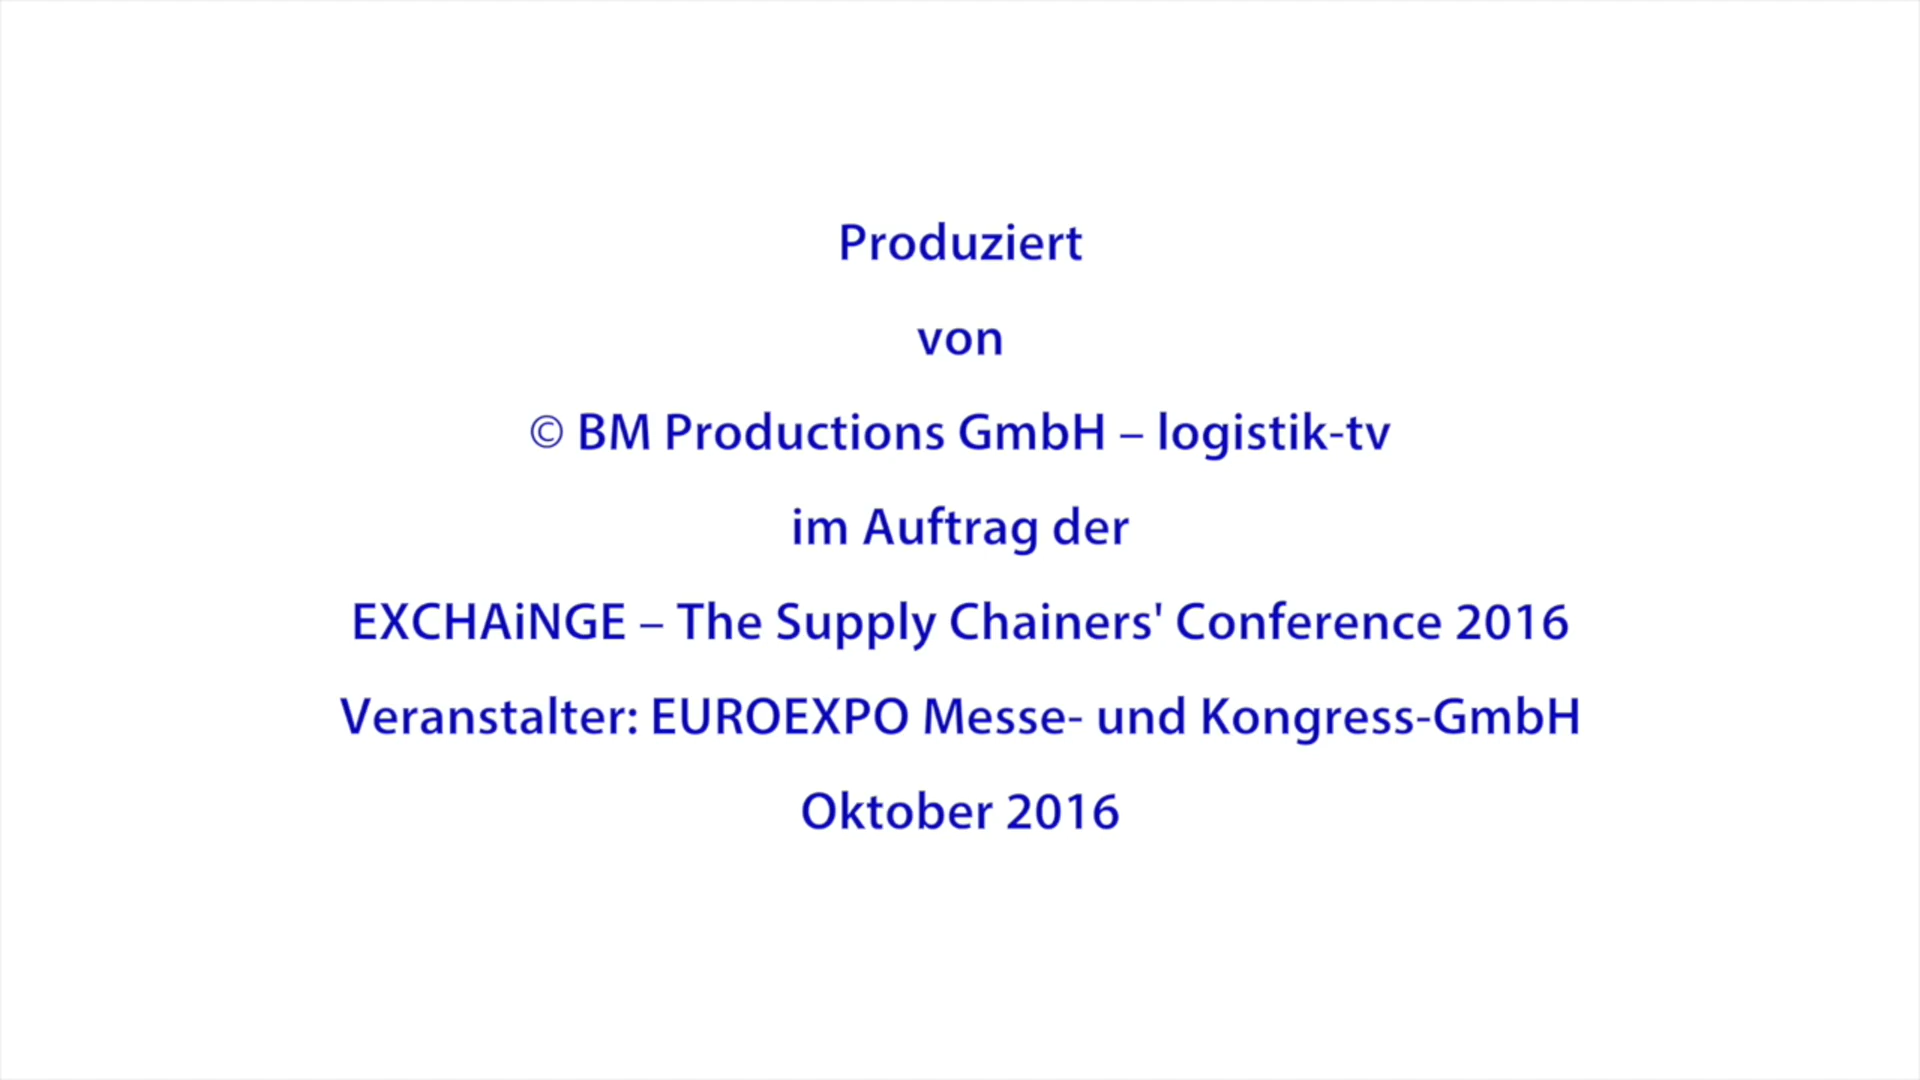 Produziert
von
© BM Productions GmbH – logistik-tv
im Auftrag der
EXCHAiNGE – The Supply Chainers' Conference 2016
Veranstalter: EUROEXPO Messe- und Kongress-GmbH
Oktober 2016